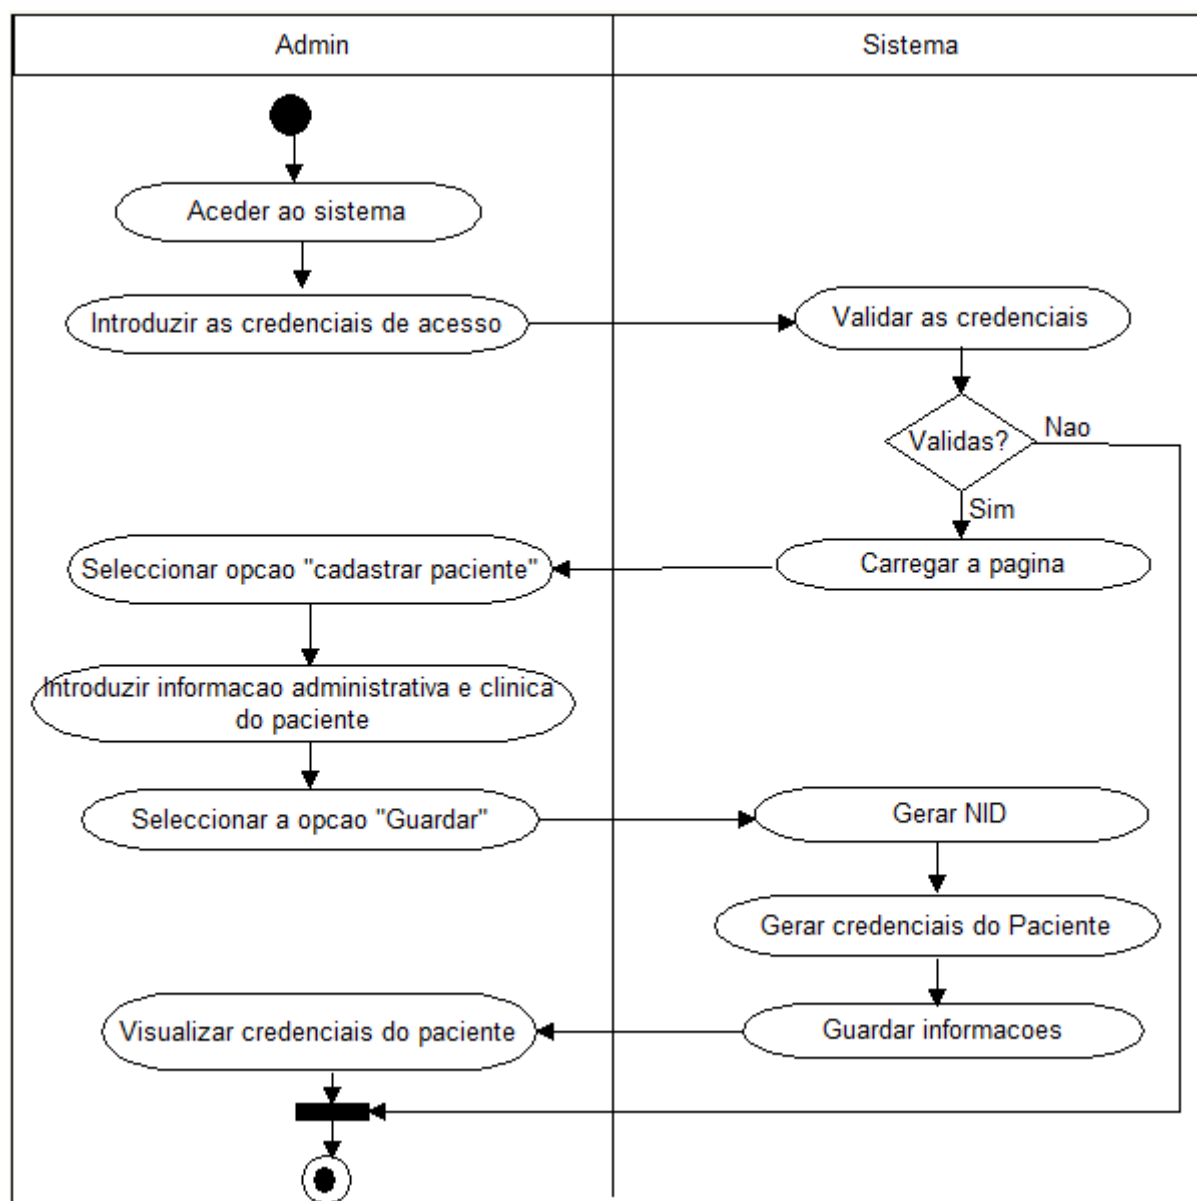 Admin
Sistema
Aceder ao sistema
Introduzir as credenciais de acesso
Validar as credenciais
Validas?
Nao
Sim
Carregar a pagina
Seleccionar opcao "cadastrar paciente"
Introduzir informacao administrativa e clinica
do paciente
Seleccionar a opcao "Guardar"
Gerar NID
Gerar credenciais do Paciente
Guardar informacoes
Visualizar credenciais do paciente